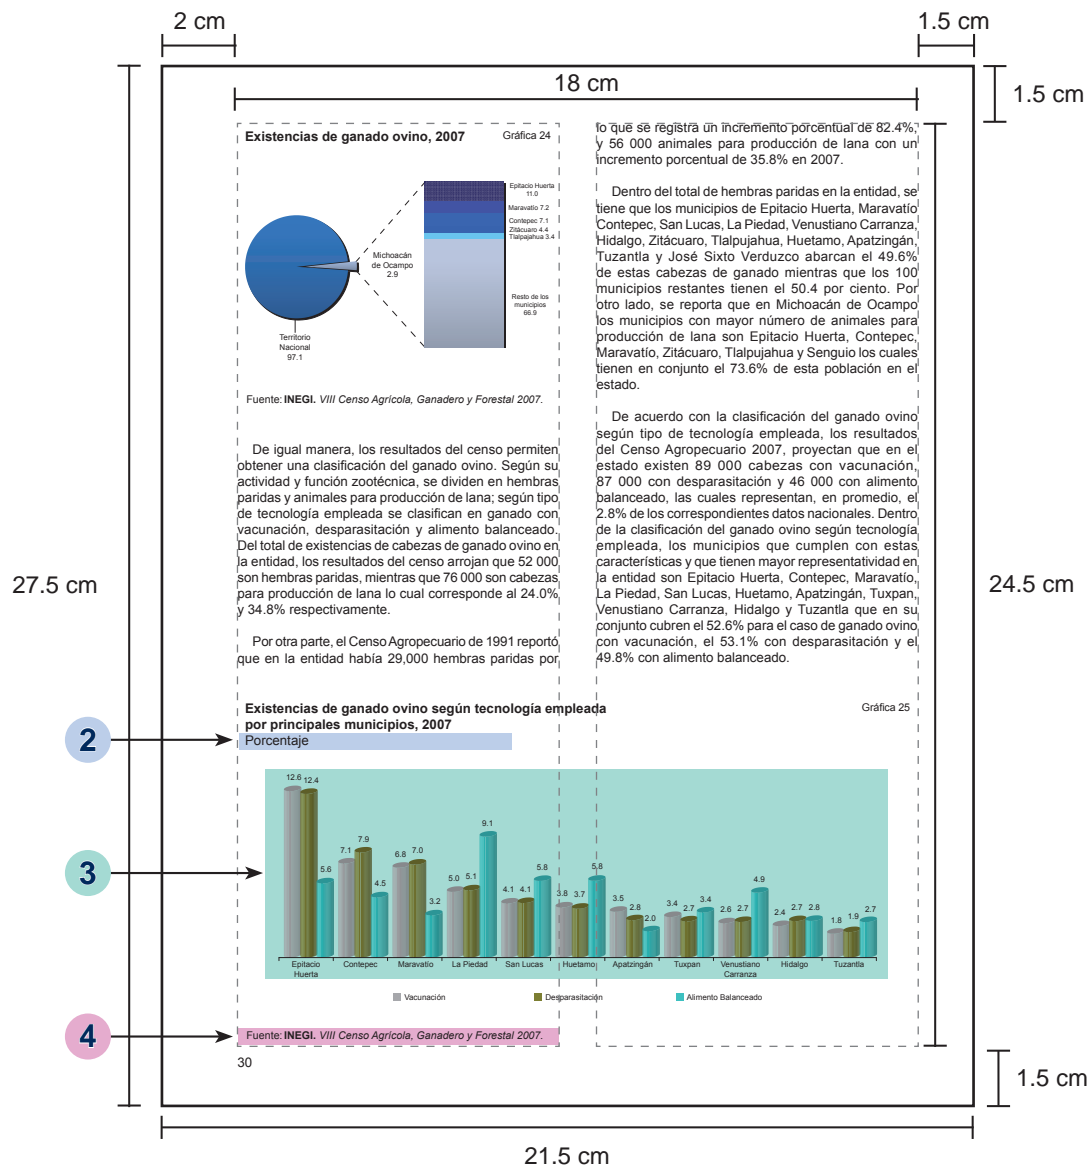 2 cm
1.5 cm
18 cm
1.5 cm
Existencias de ganado ovino, 2007
Gráfica 24
Epitacio Huerta
11.0
Maravatío 7.2
Contepec 7.1
Zitácuaro 4.4
Tlalpajahua 3.4
Michoacán
de Ocampo
2.9
Resto de los
municipios
66.9
Territorio
Nacional
97.1
Fuente: INEGI. VIII Censo Agrícola, Ganadero y Forestal 2007.
De igual manera, los resultados del censo permiten
obtener una clasificación del ganado ovino. Según su
actividad y función zootécnica, se dividen en hembras
paridas y animales para producción de lana; según tipo
de tecnología empleada se clasifican en ganado con
vacunación, desparasitación y alimento balanceado.
Del total de existencias de cabezas de ganado ovino en
la entidad, los resultados del censo arrojan que 52 000
son hembras paridas, mientras que 76 000 son cabezas
para producción de lana lo cual corresponde al 24.0%
y 34.8% respectivamente.
Por otra parte, el Censo Agropecuario de 1991 reportó
que en la entidad había 29,000 hembras paridas por
lo que se registra un incremento porcentual de 82.4%,
y 56 000 animales para producción de lana con un
incremento porcentual de 35.8% en 2007.
Dentro del total de hembras paridas en la entidad, se
tiene que los municipios de Epitacio Huerta, Maravatío
Contepec, San Lucas, La Piedad, Venustiano Carranza,
Hidalgo, Zitácuaro, Tlalpujahua, Huetamo, Apatzingán,
Tuzantla y José Sixto Verduzco abarcan el 49.6%
de estas cabezas de ganado mientras que los 100
municipios restantes tienen el 50.4 por ciento. Por
otro lado, se reporta que en Michoacán de Ocampo
los municipios con mayor número de animales para
producción de lana son Epitacio Huerta, Contepec,
Maravatío, Zitácuaro, Tlalpujahua y Senguio los cuales
tienen en conjunto el 73.6% de esta población en el
estado.
De acuerdo con la clasificación del ganado ovino
según tipo de tecnología empleada, los resultados
del Censo Agropecuario 2007, proyectan que en el
estado existen 89 000 cabezas con vacunación,
87 000 con desparasitación y 46 000 con alimento
balanceado, las cuales representan, en promedio, el
2.8% de los correspondientes datos nacionales. Dentro
de la clasificación del ganado ovino según tecnología
empleada, los municipios que cumplen con estas
características y que tienen mayor representatividad en
la entidad son Epitacio Huerta, Contepec, Maravatío,
La Piedad, San Lucas, Huetamo, Apatzingán, Tuxpan,
Venustiano Carranza, Hidalgo y Tuzantla que en su
conjunto cubren el 52.6% para el caso de ganado ovino
con vacunación, el 53.1% con desparasitación y el
49.8% con alimento balanceado.
27.5 cm
24.5 cm
Existencias de ganado ovino según tecnología empleada
por principales municipios, 2007
Gráfica 25
2
Porcentaje
3
12.6 12.4 5.6
7.1 7.9 4.5
6.8 7.0 3.2
5.0 5.1 9.1
4.1 4.1 5.8
3.8 3.7 5.8
3.5 2.8 2.0
3.4 2.7 3.4
2.6 2.7 4.9
2.4 2.7 2.8
1.8 1.9 2.7
Epitacio
Huerta
Contepec
Maravatío
La Piedad
San Lucas
Huetamo
Apatzingán
Tuxpan
Venustiano
Carranza
Hidalgo
Tuzantla
Vacunación
Desparasitación
Alimento Balanceado
4
Fuente: INEGI. VIII Censo Agrícola, Ganadero y Forestal 2007.
30
1.5 cm
21.5 cm